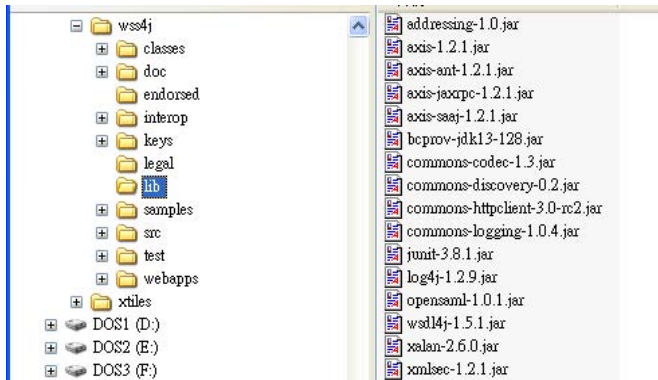 wss4j
classes
doc
endorsed
interop
keys
legal
lib
samples
src
test
webapps
xtiles
DOS1 (D:)
DOS2 (E:)
DOS3 (F:)
addressing-1.0.jar
axis-1.2.1.jar
axis-ant-1.2.1.jar
axis-jaxrpc-1.2.1.jar
axis-saaj-1.2.1.jar
bcprov-jdk13-128.jar
commons-codec-1.3.jar
commons-discovery-0.2.jar
commons-httpclient-3.0-rc2.jar
commons-logging-1.0.4.jar
junit-3.8.1.jar
log4j-1.2.9.jar
opensaml-1.0.1.jar
wsdl4j-1.5.1.jar
xalan-2.6.0.jar
xmlsec-1.2.1.jar